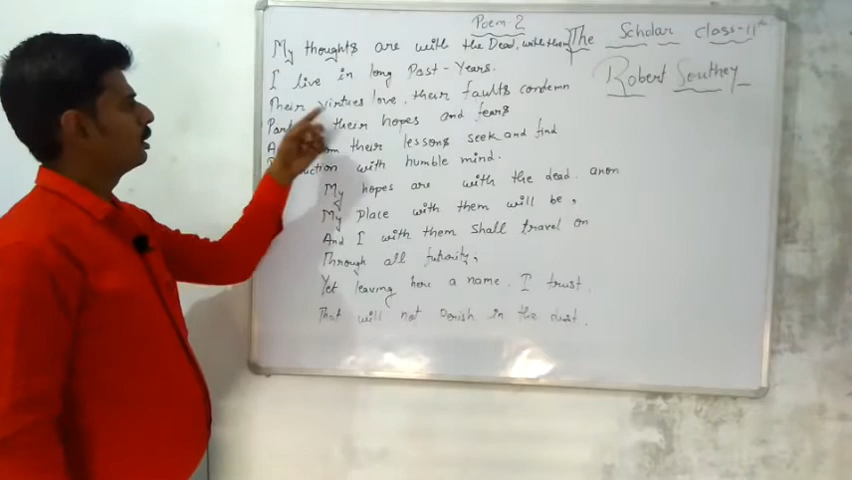 Poem-2
The Scholar class-11th
Robert Southey
My thoughts are with the Dead, with them
I live in long Past-Years.
Their virtues love, their faults condemn
their hopes and fears
their lessons seek and find
with humble mind.
My hopes are with the dead. anon
My place with them will be,
And I with them shall travel on
Through all futurity,
Yet leaving here a name. I trust.
That will not Perish in the dust.